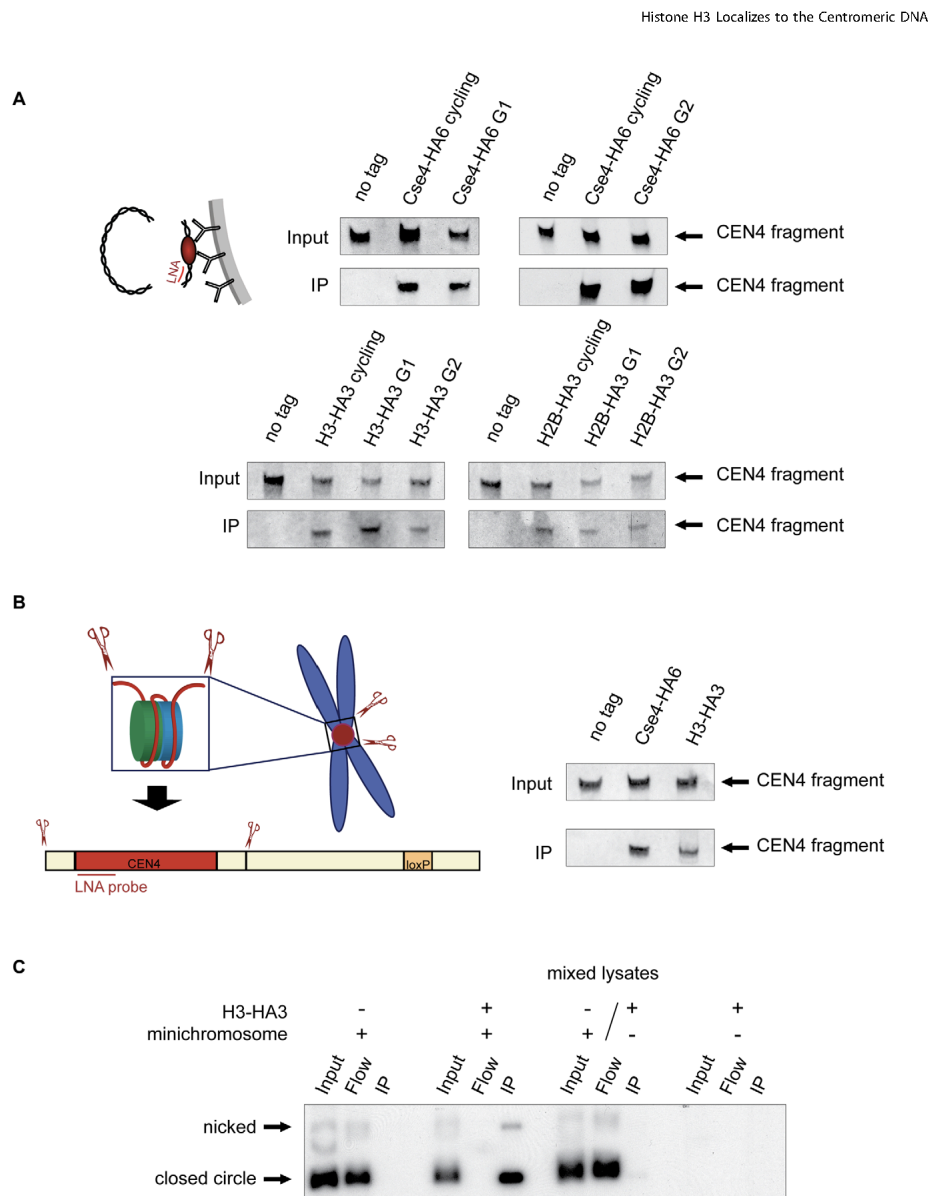 Histone H3 Localizes to the Centromeric DNA
A
no tag
Cse4-HA6 cycling
Cse4-HA6 G1
no tag
Cse4-HA6 cycling
Cse4-HA6 G2
LNA
Input
CEN4 fragment
IP
CEN4 fragment
no tag
H3-HA3 cycling
H3-HA3 G1
H3-HA3 G2
no tag
H2B-HA3 cycling
H2B-HA3 G1
H2B-HA3 G2
Input
CEN4 fragment
IP
CEN4 fragment
B
no tag
Cse4-HA6
H3-HA3
Input
CEN4 fragment
IP
CEN4 fragment
CEN4
loxP
LNA probe
C
mixed lysates
H3-HA3 - + - / + +
minichromosome + + + - -
Input Flow IP Input Flow IP Input Flow IP Input Flow IP
nicked
closed circle